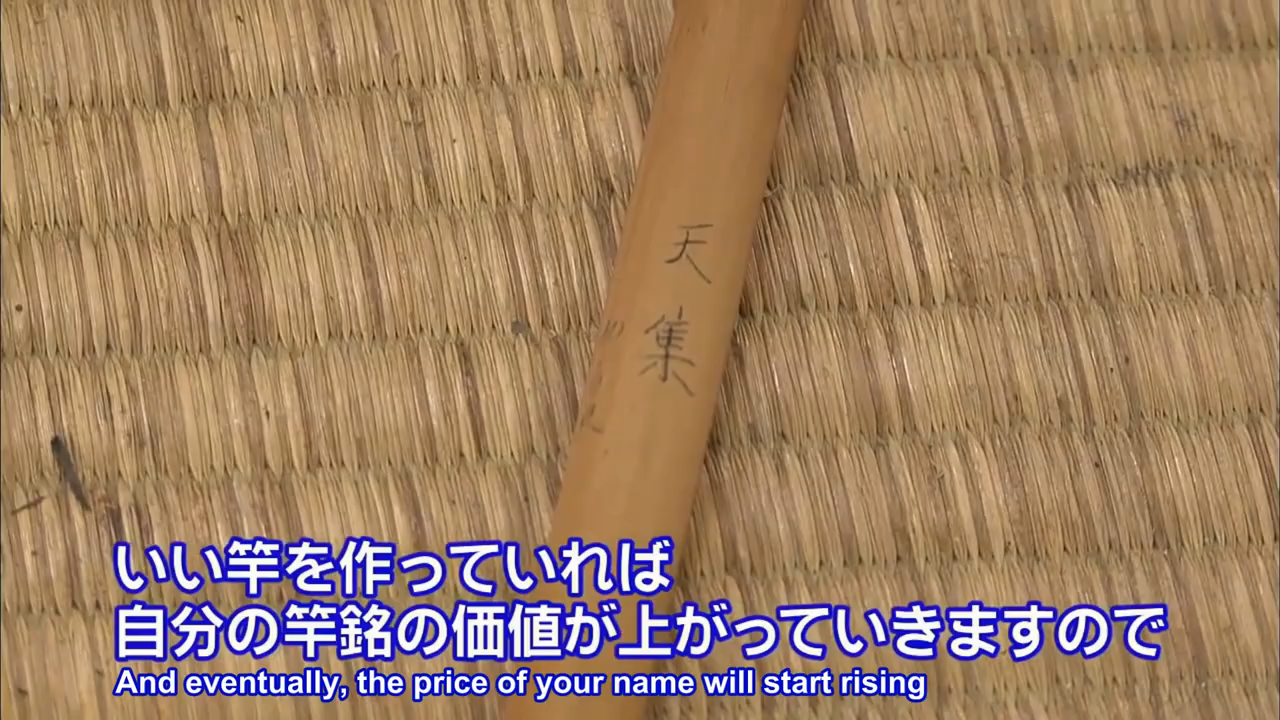 天集
いい竿を作っていれば
自分の竿銘の価値が上がっていきますので
And eventually, the price of your name will start rising